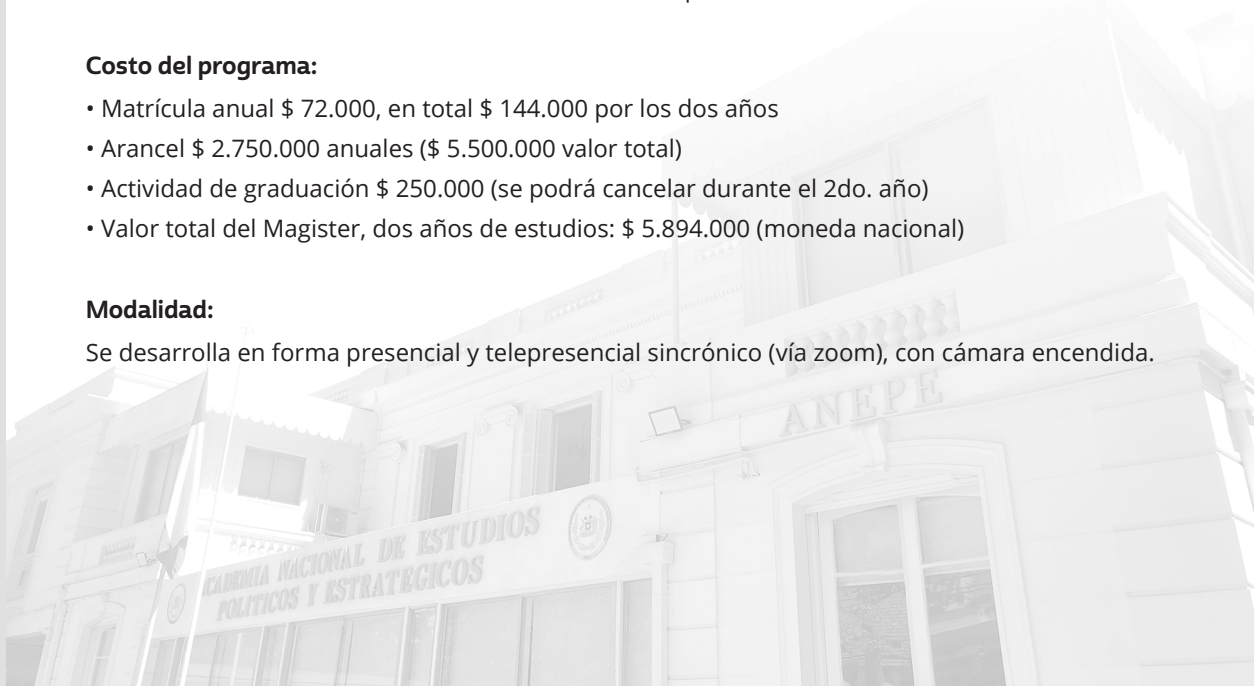 Costo del programa:
• Matrícula anual $ 72.000, en total $ 144.000 por los dos años
• Arancel $ 2.750.000 anuales ($ 5.500.000 valor total)
• Actividad de graduación $ 250.000 (se podrá cancelar durante el 2do. año)
• Valor total del Magister, dos años de estudios: $ 5.894.000 (moneda nacional)
Modalidad:
Se desarrolla en forma presencial y telepresencial sincrónico (vía zoom), con cámara encendida.
ANEPE
ACADEMIA NACIONAL DE ESTUDIOS
POLITICOS Y ESTRATEGICOS